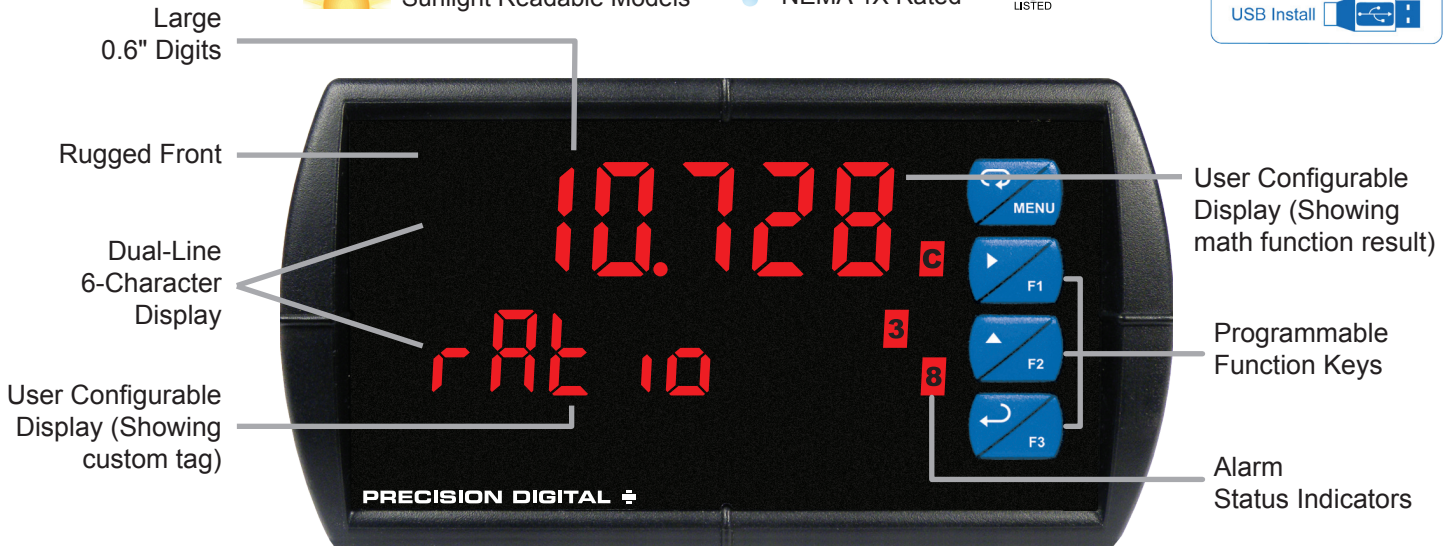 Sunlight Readable Models
NEMA 4X Rated
LISTED
USB Install
Large
0.6" Digits
Rugged Front
Dual-Line
6-Character
Display
User Configurable
Display (Showing
custom tag)
10.728
C
rAtio
3
8
MENU
F1
F2
F3
PRECISION DIGITAL
User Configurable
Display (Showing
math function result)
Programmable
Function Keys
Alarm
Status Indicators